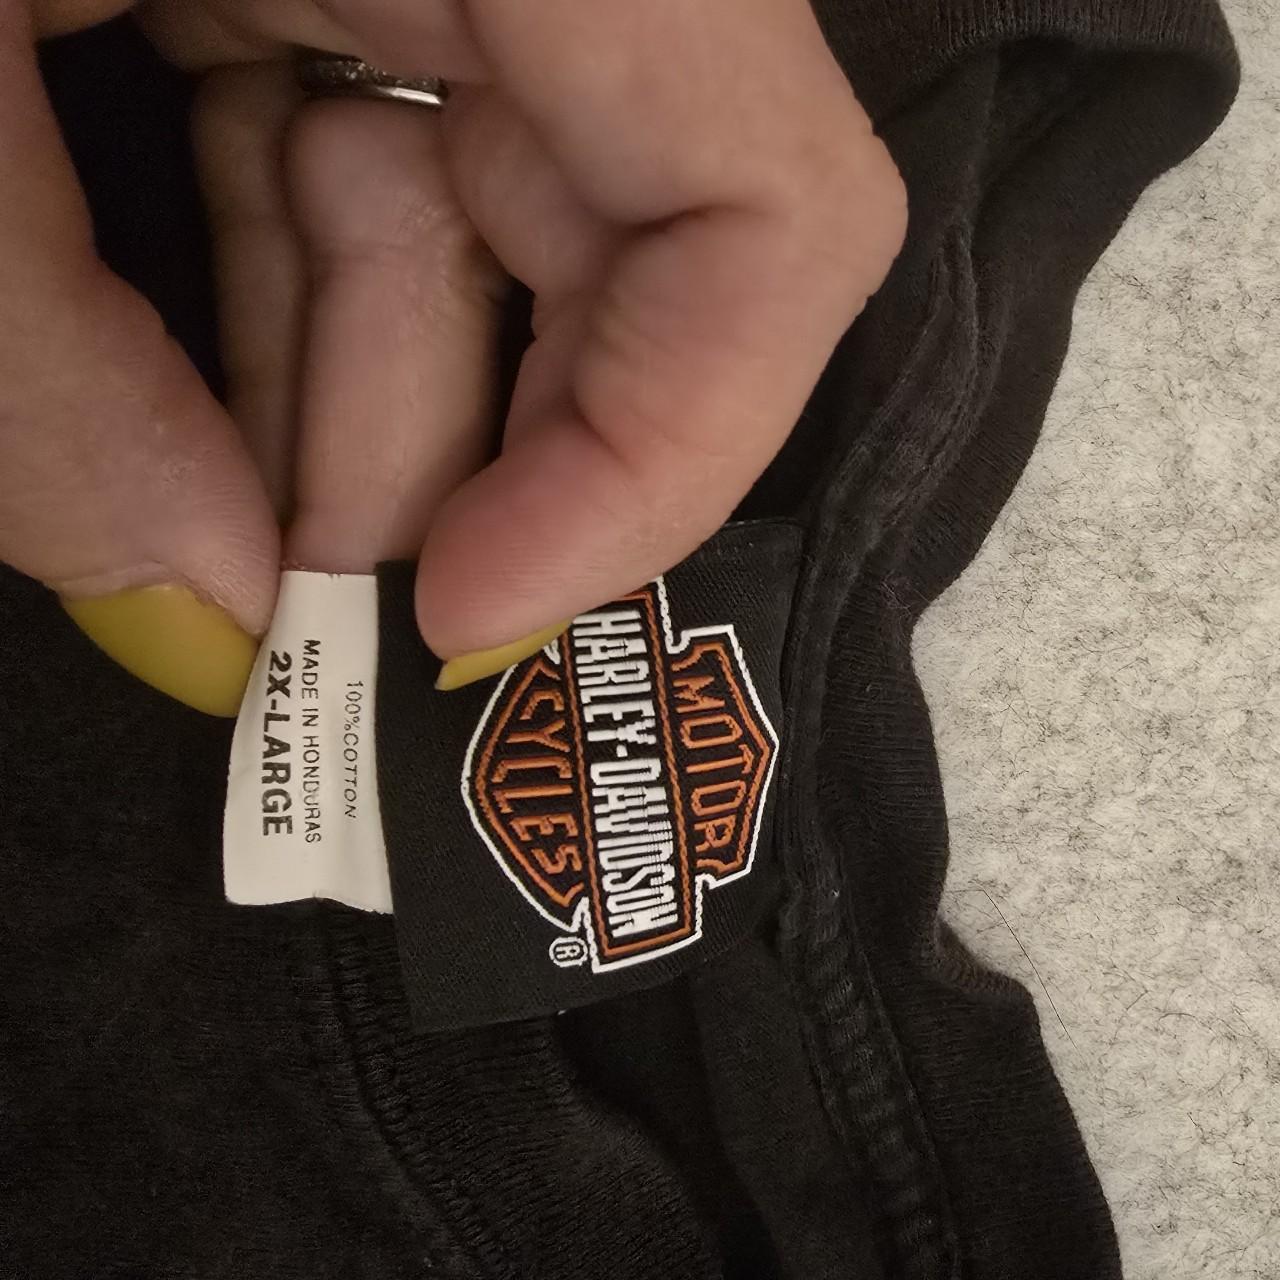 MOTOR
HARLEY-DAVIDSON
CYCLES
®
100%COTTON
MADE IN HONDURAS
2X-LARGE